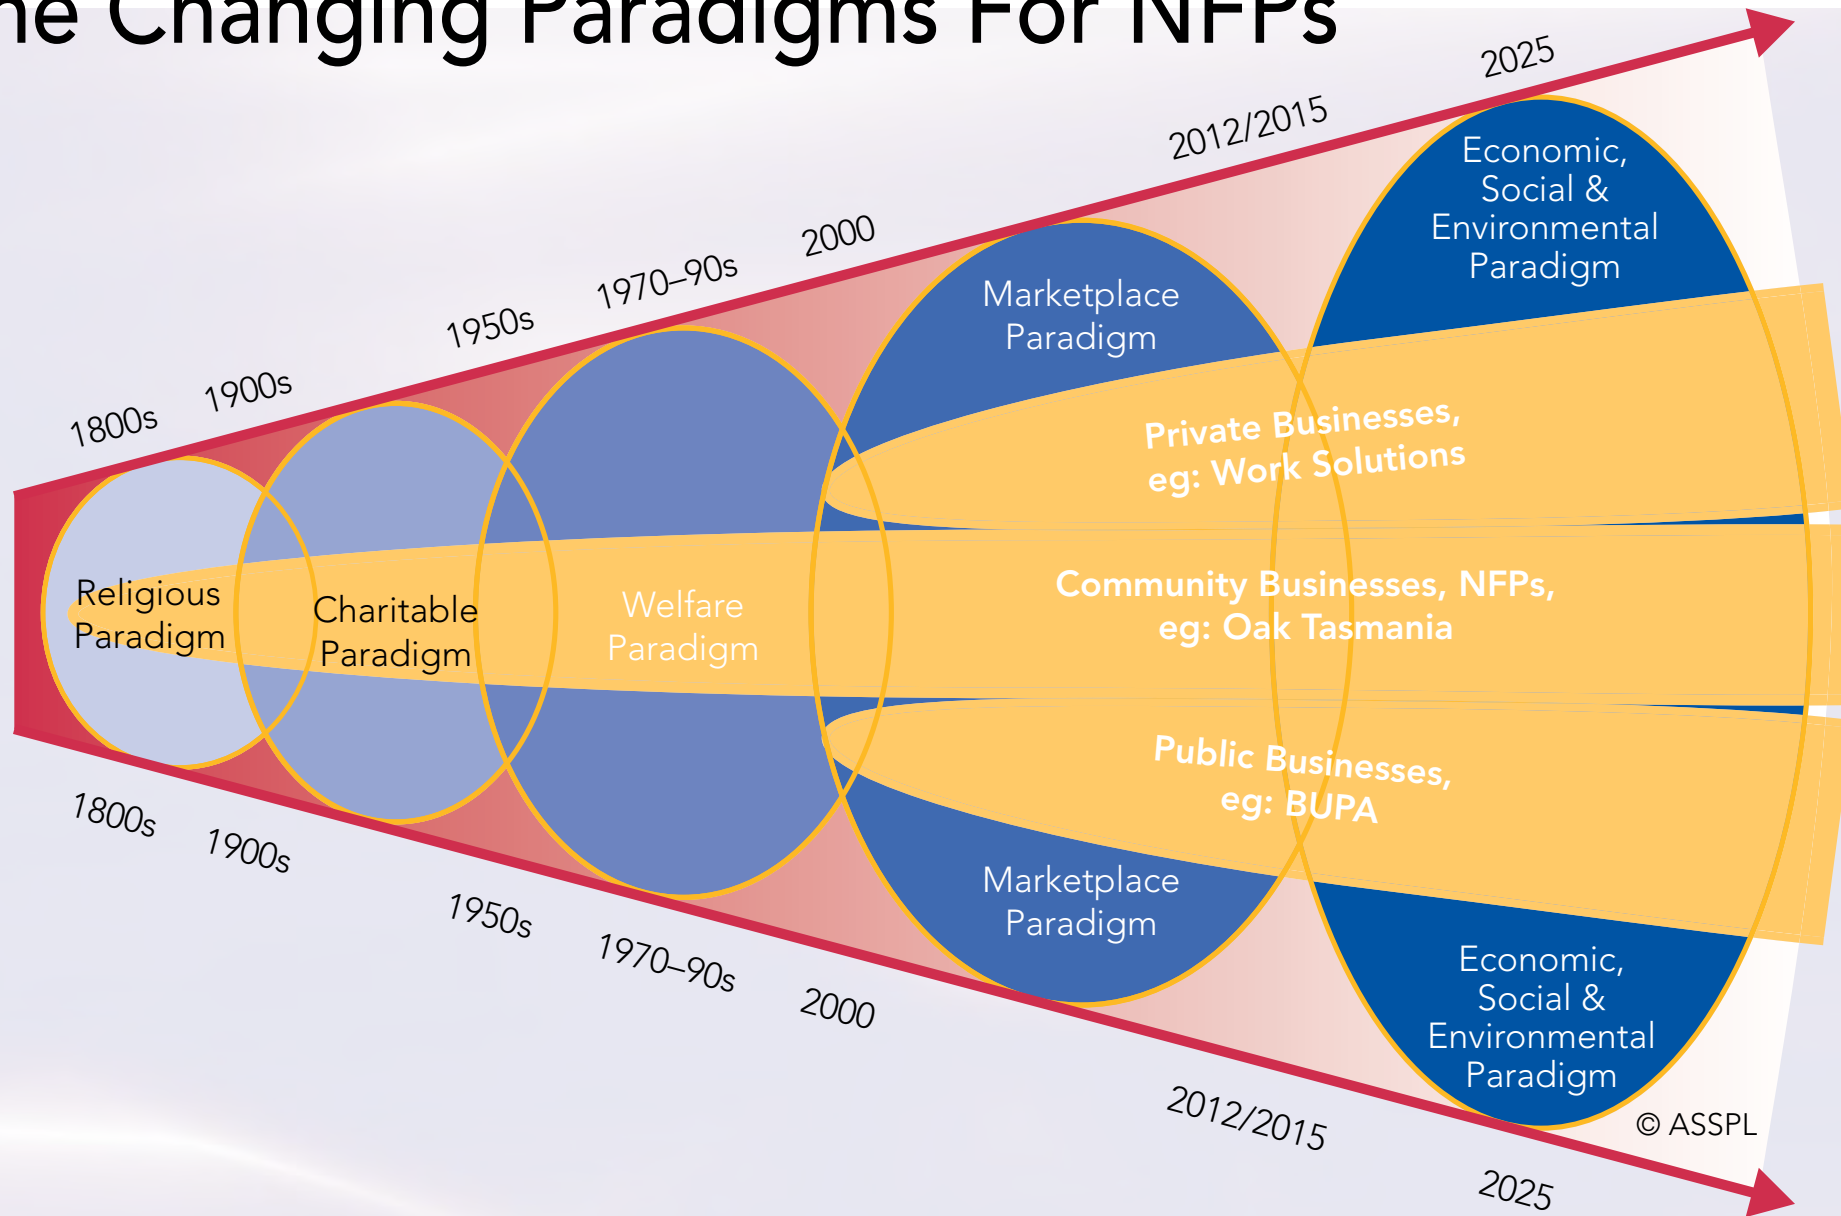 he Changing Paradigms For NFPs
1800s
1900s
1950s
1970–90s
2000
2012/2015
2025
Religious
Paradigm
Charitable
Paradigm
Welfare
Paradigm
Marketplace
Paradigm
Economic,
Social &
Environmental
Paradigm
Private Businesses,
eg: Work Solutions
Community Businesses, NFPs,
eg: Oak Tasmania
Public Businesses,
eg: BUPA
Marketplace
Paradigm
Economic,
Social &
Environmental
Paradigm
1800s
1900s
1950s
1970–90s
2000
2012/2015
2025
© ASSPL